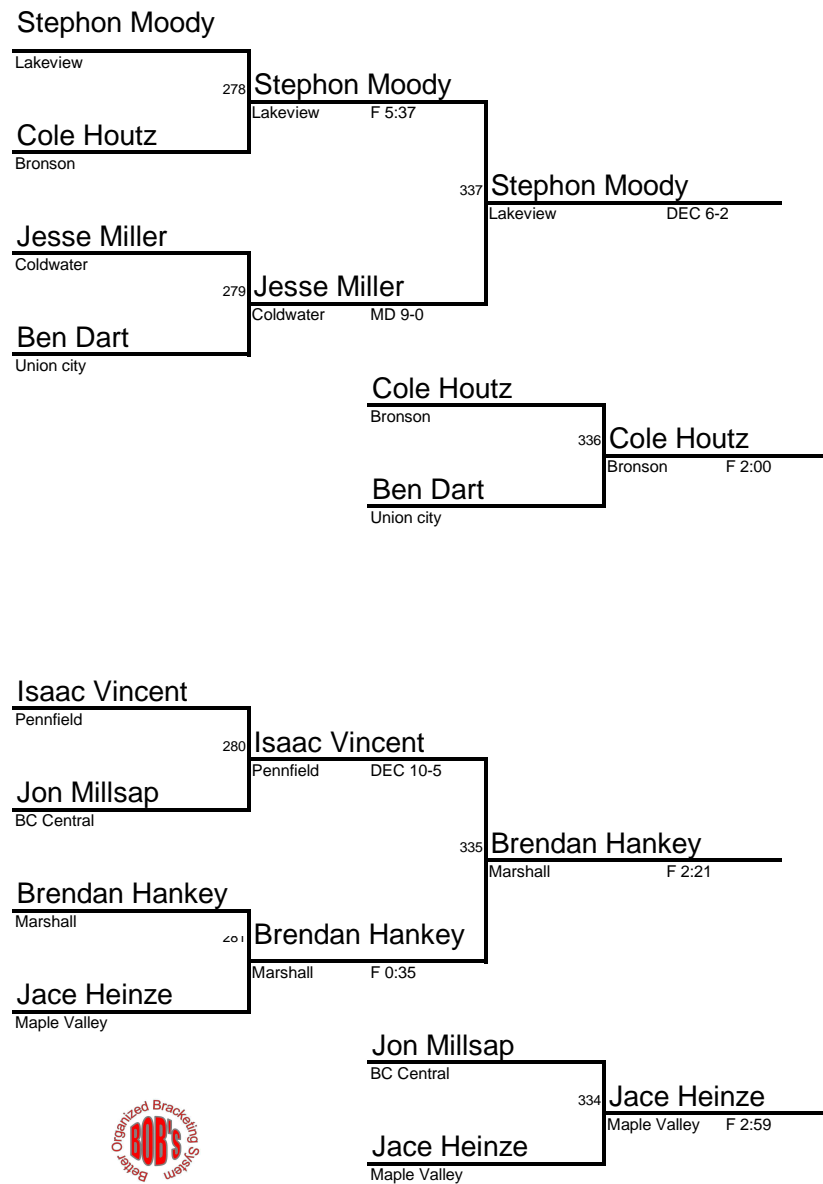 Stephon Moody
Lakeview
278 Stephon Moody
Lakeview F 5:37
Cole Houtz
Bronson
337 Stephon Moody
Lakeview DEC 6-2
Jesse Miller
Coldwater
279 Jesse Miller
Coldwater MD 9-0
Ben Dart
Union city
Cole Houtz
Bronson
336 Cole Houtz
Bronson F 2:00
Ben Dart
Union city
Isaac Vincent
Pennfield
280 Isaac Vincent
Pennfield DEC 10-5
Jon Millsap
BC Central
335 Brendan Hankey
Marshall F 2:21
Brendan Hankey
Marshall
281 Brendan Hankey
Marshall F 0:35
Jace Heinze
Maple Valley
Jon Millsap
BC Central
334 Jace Heinze
Maple Valley F 2:59
Jace Heinze
Maple Valley
Better Organized Bracketing System
BOB's